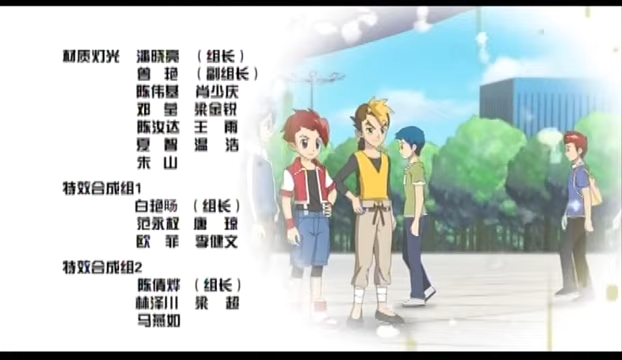 材质灯光 潘晓亮 （组长）
曾 艳 （副组长）
陈伟基 肖少庆
邓 莹 梁金锐
陈汝达 王 雨
夏 智 温 浩
朱 山
特效合成组1
白艳旸 （组长）
范永权 唐 琼
欧 菲 李健文
特效合成组2
陈倩烨 （组长）
林泽川 梁 超
马燕如